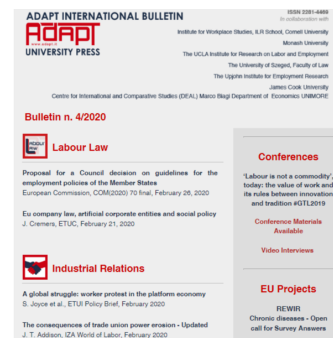 ADAPT INTERNATIONAL BULLETIN
ISSN 2281-4469
In collaboration with
ADAPT
www.adapt.it
UNIVERSITY PRESS
Institute for Workplace Studies, ILR School, Cornell University
Monash University
The UCLA Institute for Research on Labor and Employment
The University of Szeged, Faculty of Law
The Upjohn Institute for Employment Research
James Cook University
Centre for International and Comparative Studies (DEAL) Marco Biagi Department of Economics UNIMORE
Bulletin n. 4/2020
Labour Law
Proposal for a Council decision on guidelines for the
employment policies of the Member States
European Commission, COM(2020) 70 final, February 26, 2020
Eu company law, artificial corporate entities and social policy
J. Cremers, ETUC, February 21, 2020
Industrial Relations
A global struggle: worker protest in the platform economy
S. Joyce et al., ETUI Policy Brief, February 2020
The consequences of trade union power erosion - Updated
J. T. Addison, IZA World of Labor, February 2020
Conferences
'Labour is not a commodity',
today: the value of work and
its rules between innovation
and tradition #GTL2019
Conference Materials
Available
Video Interviews
EU Projects
REWIR
Chronic diseases - Open
call for Survey Answers